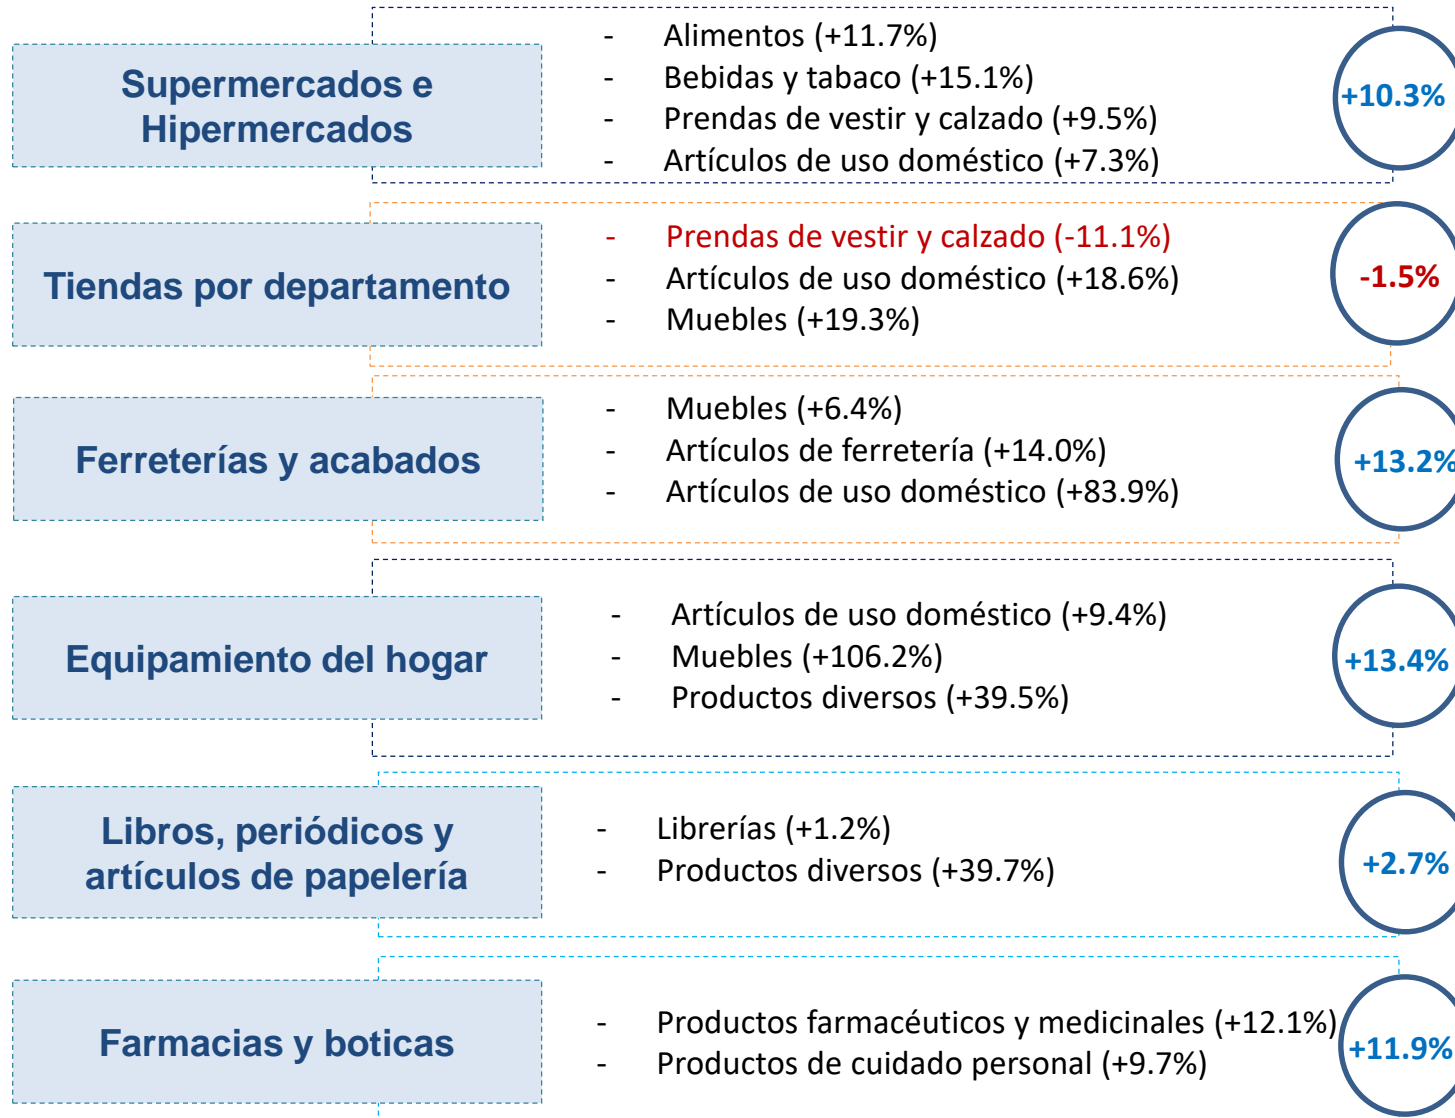 Supermercados e
Hipermercados
- Alimentos (+11.7%)
- Bebidas y tabaco (+15.1%)
- Prendas de vestir y calzado (+9.5%)
- Artículos de uso doméstico (+7.3%)
+10.3%
Tiendas por departamento
- Prendas de vestir y calzado (-11.1%)
- Artículos de uso doméstico (+18.6%)
- Muebles (+19.3%)
-1.5%
Ferreterías y acabados
- Muebles (+6.4%)
- Artículos de ferretería (+14.0%)
- Artículos de uso doméstico (+83.9%)
+13.2%
Equipamiento del hogar
- Artículos de uso doméstico (+9.4%)
- Muebles (+106.2%)
- Productos diversos (+39.5%)
+13.4%
Libros, periódicos y
artículos de papelería
- Librerías (+1.2%)
- Productos diversos (+39.7%)
+2.7%
Farmacias y boticas
- Productos farmacéuticos y medicinales (+12.1%)
- Productos de cuidado personal (+9.7%)
+11.9%